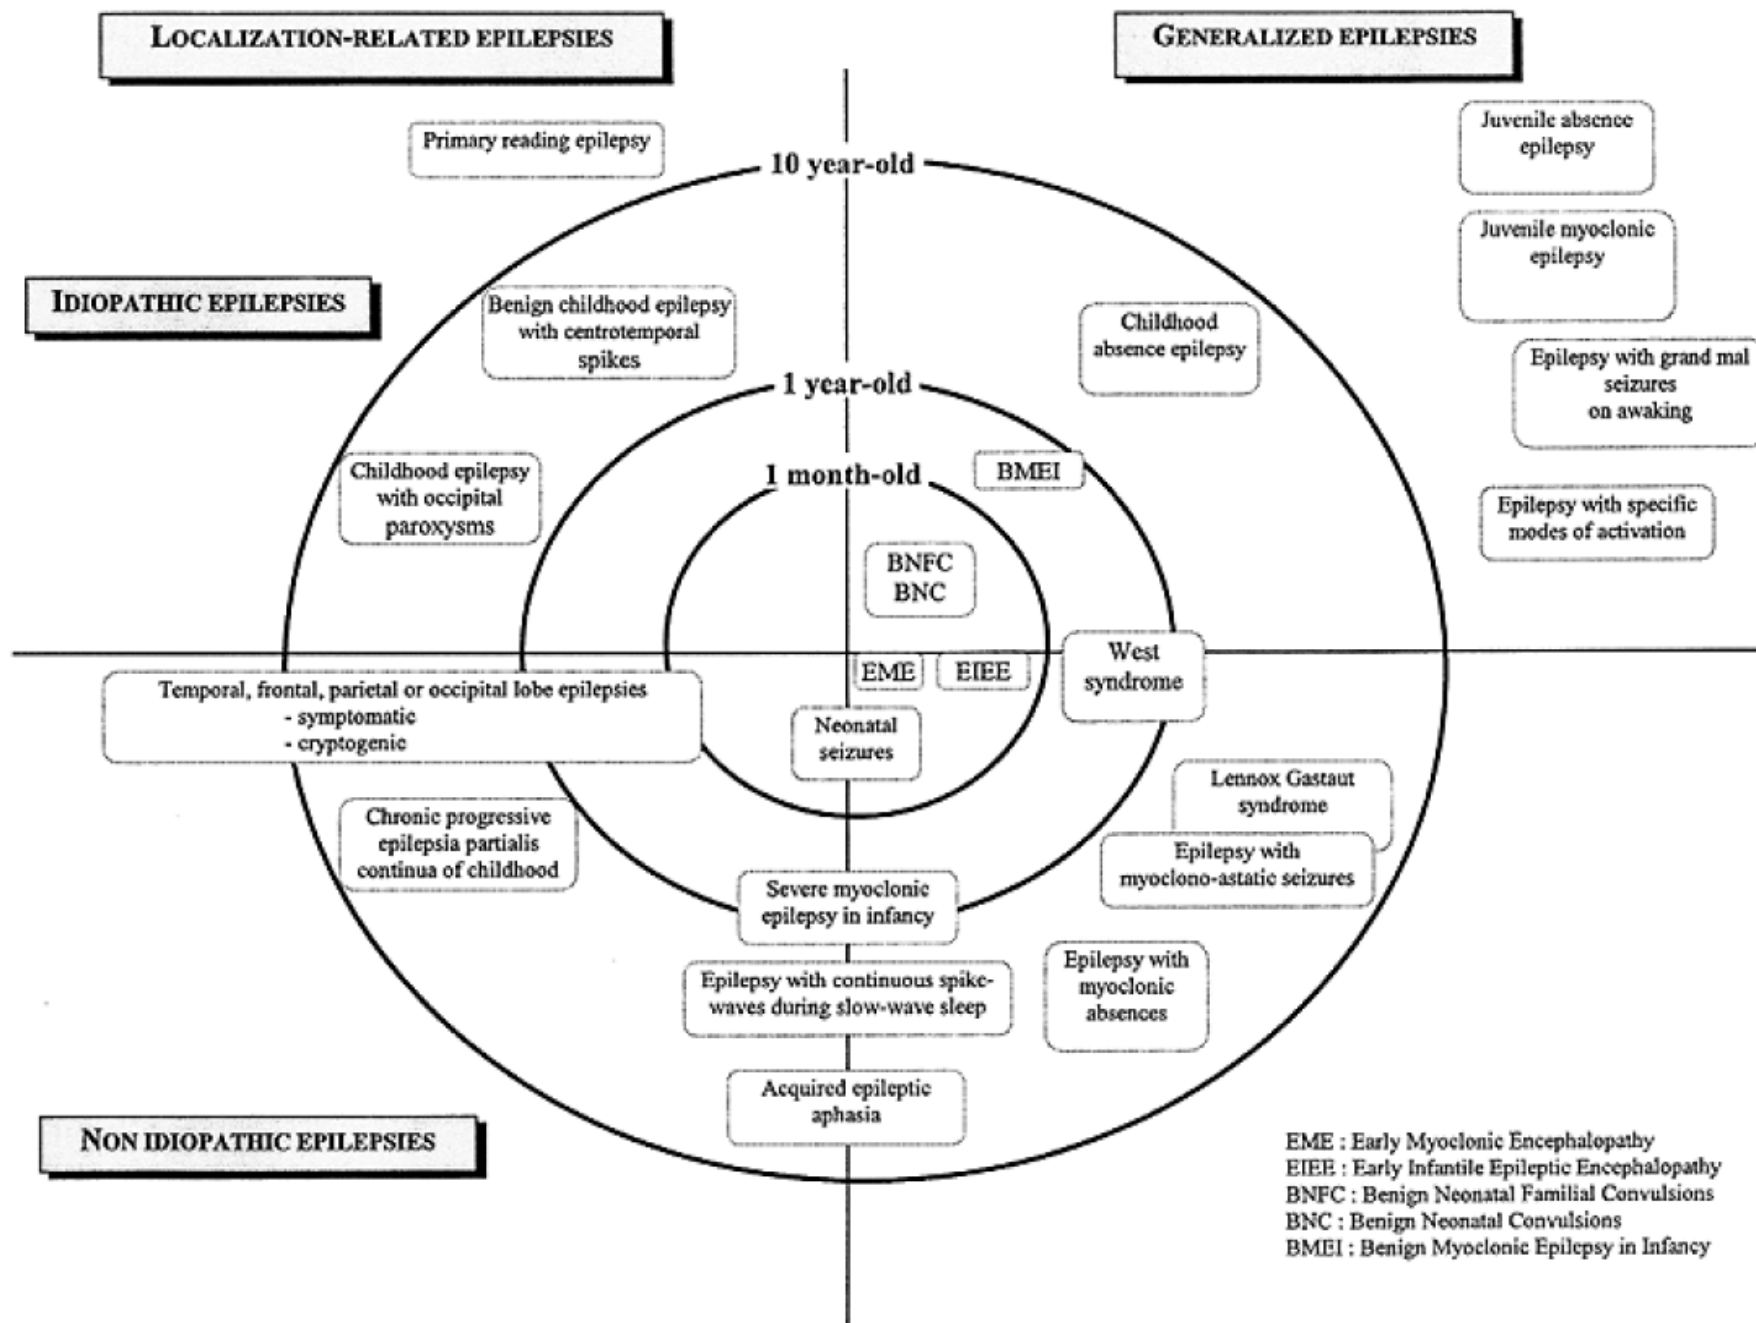 LOCALIZATION-RELATED EPILEPSIES
GENERALIZED EPILEPSIES
Primary reading epilepsy
10 year-old
Juvenile absence
epilepsy
Juvenile myoclonic
epilepsy
IDIOPATHIC EPILEPSIES
Benign childhood epilepsy
with centrotemporal
spikes
Childhood
absence epilepsy
Epilepsy with grand mal
seizures
on awaking
1 year-old
Childhood epilepsy
with occipital
paroxysms
1 month-old
BMEI
Epilepsy with specific
modes of activation
BNFC
BNC
West
syndrome
EME
EIEE
Temporal, frontal, parietal or occipital lobe epilepsies
- symptomatic
- cryptogenic
Neonatal
seizures
Lennox Gastaut
syndrome
Chronic progressive
epilepsia partialis
continua of childhood
Epilepsy with
myoclono-astatic seizures
Severe myoclonic
epilepsy in infancy
Epilepsy with continuous spike-
waves during slow-wave sleep
Epilepsy with
myoclonic
absences
Acquired epileptic
aphasia
NON IDIOPATHIC EPILEPSIES
EME : Early Myoclonic Encephalopathy
EIEE : Early Infantile Epileptic Encephalopathy
BNFC : Benign Neonatal Familial Convulsions
BNC : Benign Neonatal Convulsions
BMEI : Benign Myoclonic Epilepsy in Infancy